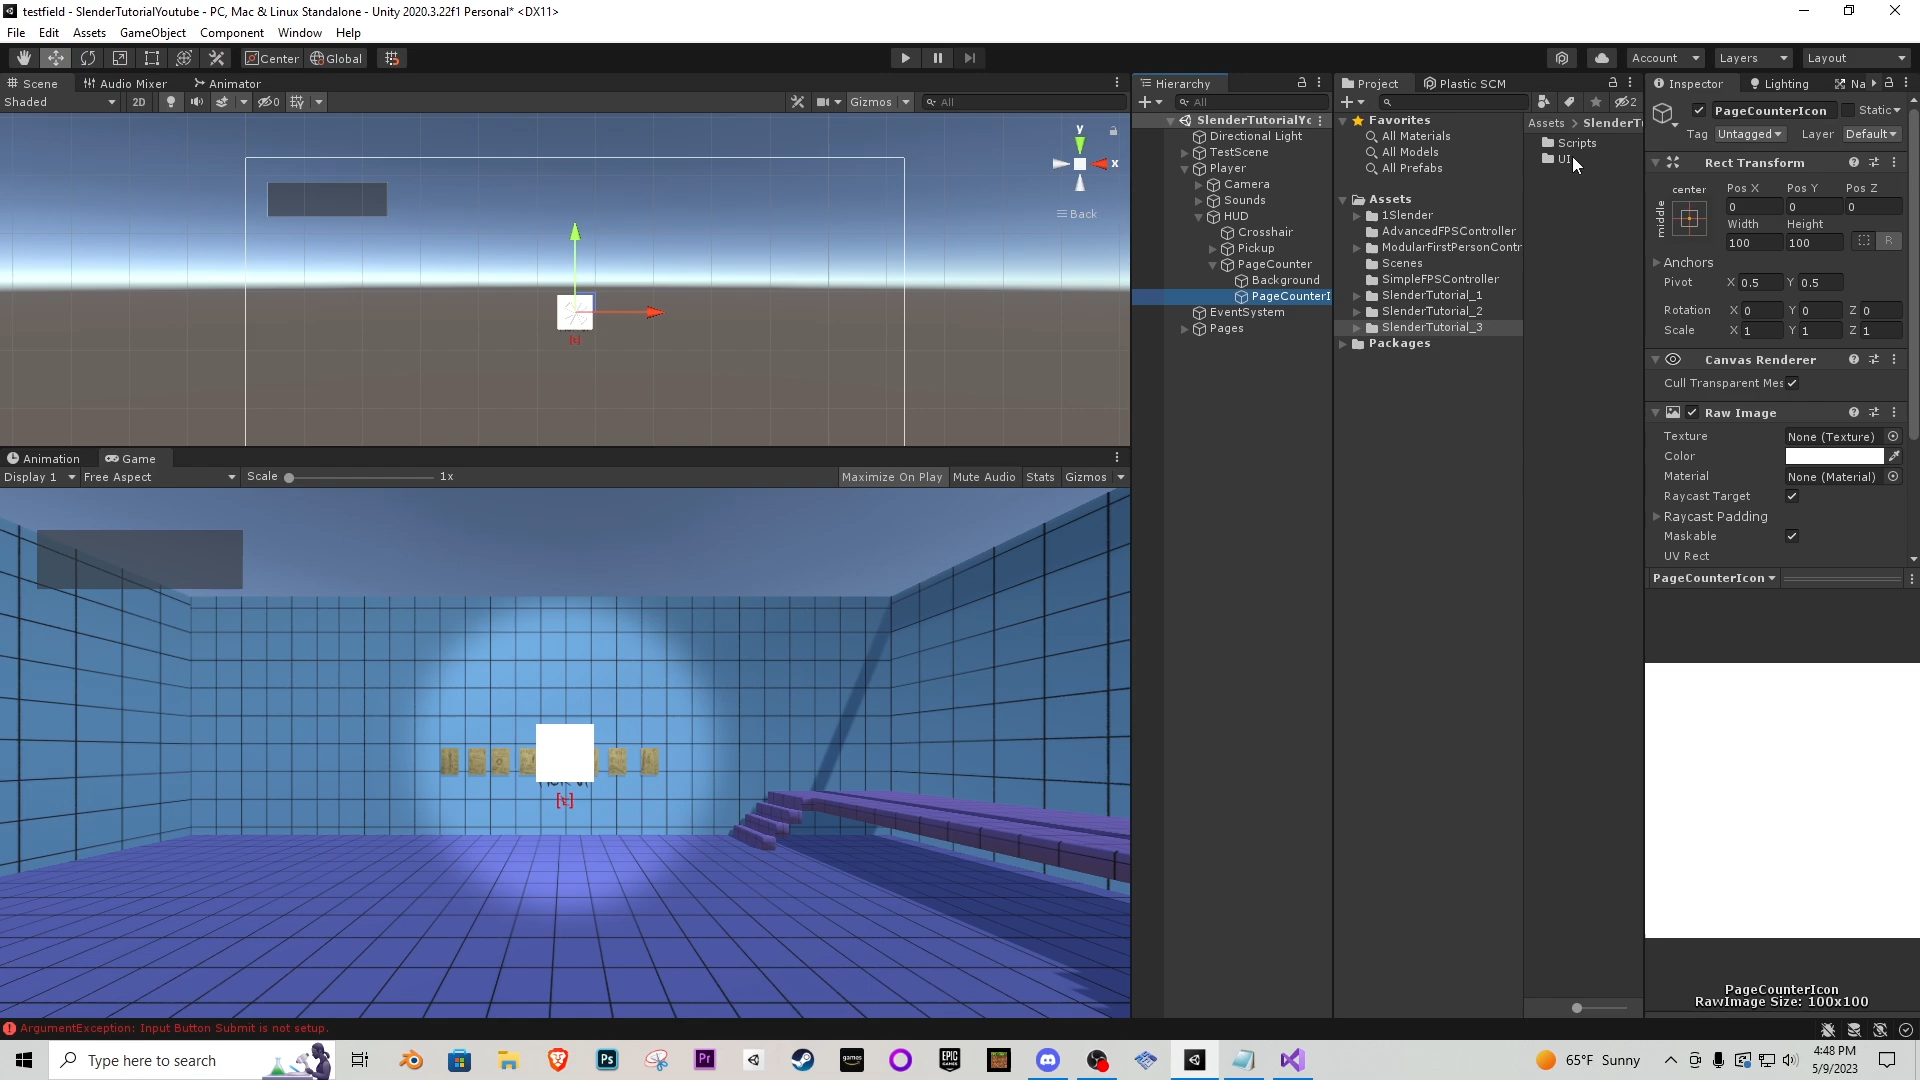 testfield - SlenderTutorialYoutube - PC, Mac & Linux Standalone - Unity 2020.3.22f1 Personal* <DX11>
File Edit Assets GameObject Component Window Help
Center Global Account Layers Layout
Scene Audio Mixer Animator
Shaded 2D 0 Gizmos All
y
x
Back
Animation Game
Display 1 Free Aspect Scale 1x Maximize On Play Mute Audio Stats Gizmos
Hierarchy
All
SlenderTutorialYc
Directional Light
TestScene
Player
Camera
Sounds
HUD
Crosshair
Pickup
PageCounter
Background
PageCounterI
EventSystem
Pages
Project Plastic SCM
2
Favorites
All Materials
All Models
All Prefabs
Assets
1Slender
AdvancedFPSController
ModularFirstPersonContr
Scenes
SimpleFPSController
SlenderTutorial_1
SlenderTutorial_2
SlenderTutorial_3
Packages
Assets > SlenderT
Scripts
UI
Inspector Lighting Na
PageCounterIcon Static
Tag Untagged Layer Default
Rect Transform
center
middle
Pos X Pos Y Pos Z
0 0 0
Width Height
100 100 R
Anchors
Pivot X 0.5 Y 0.5
Rotation X 0 Y 0 Z 0
Scale X 1 Y 1 Z 1
Canvas Renderer
Cull Transparent Mes
Raw Image
Texture None (Texture)
Color
Material None (Material)
Raycast Target
Raycast Padding
Maskable
UV Rect
PageCounterIcon
PageCounterIcon
RawImage Size: 100x100
ArgumentException: Input Button Submit is not setup.
Type here to search
65°F Sunny
4:48 PM
5/9/2023